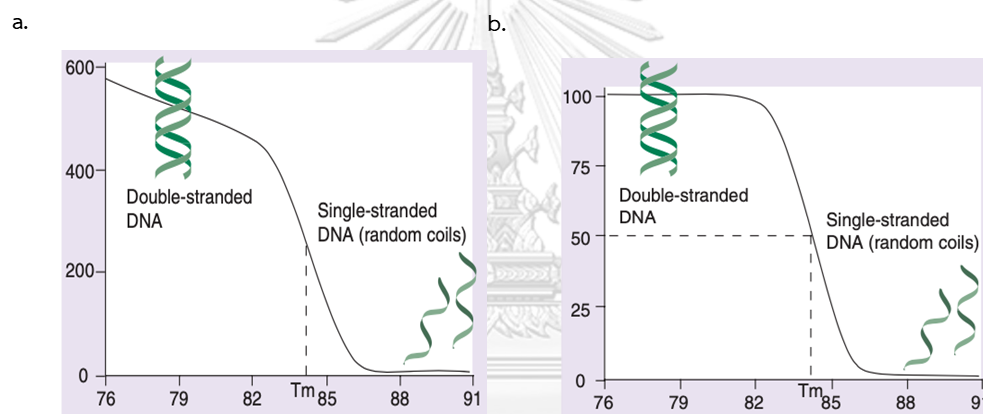 a.
600
400
200
0
Double-stranded
DNA
Single-stranded
DNA (random coils)
76 79 82 Tm 85 88 91
b.
100
75
50
25
0
Double-stranded
DNA
Single-stranded
DNA (random coils)
76 79 82 Tm 85 88 9